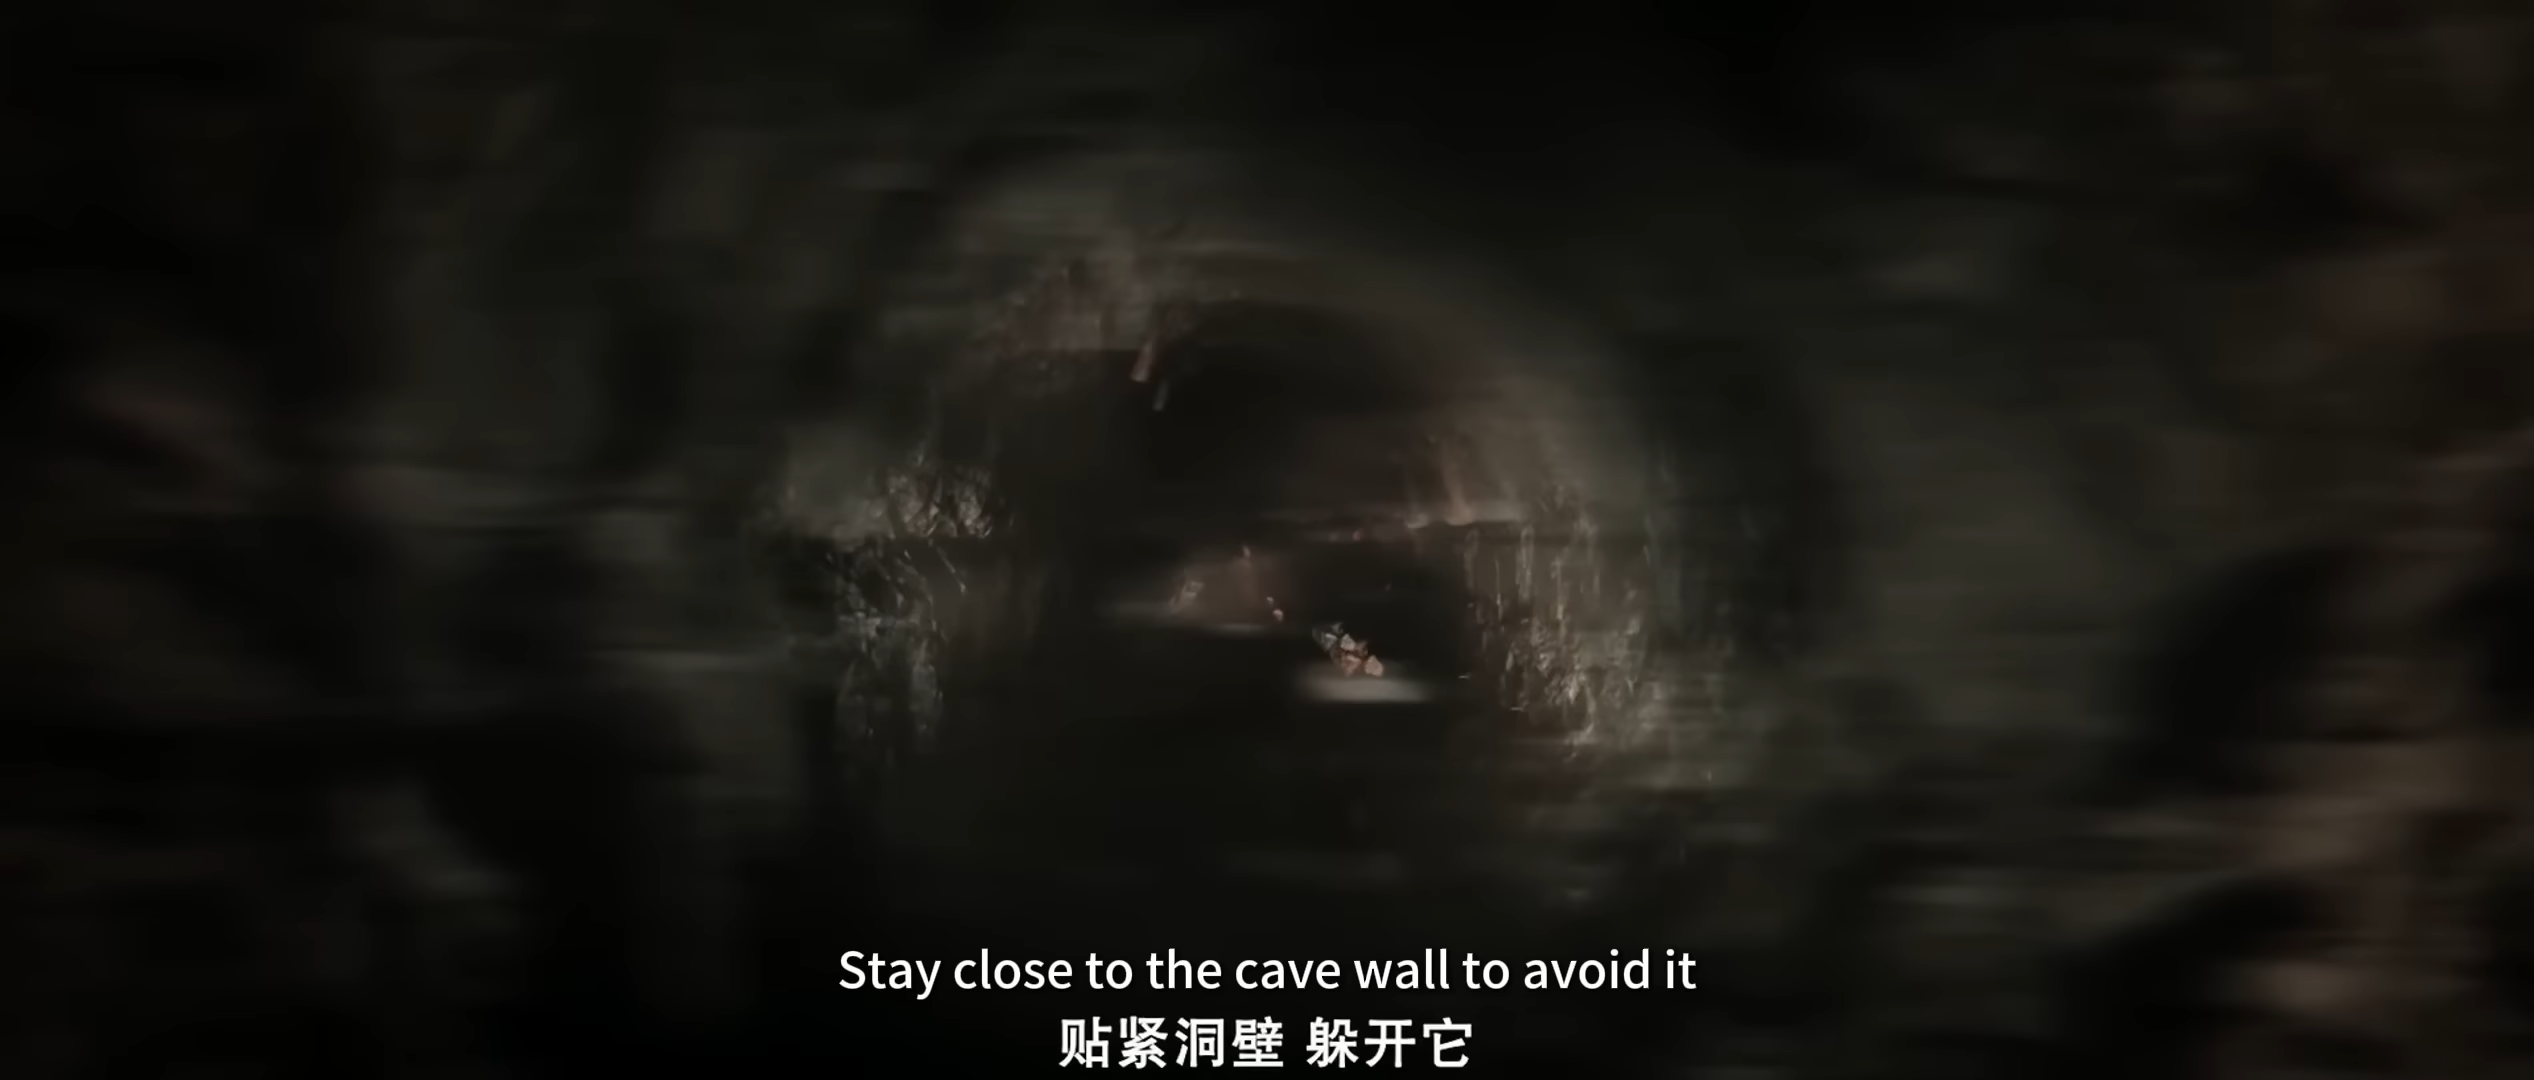 Stay close to the cave wall to avoid it
贴紧洞壁 躲开它